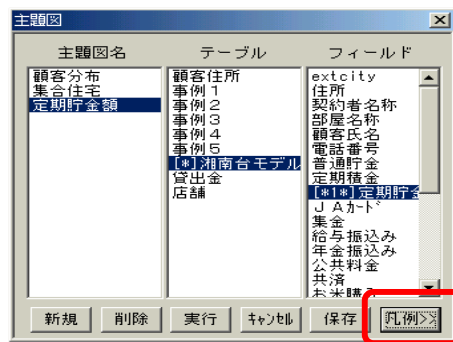 主題図
主題図名
テーブル
フィールド
顧客分布
集合住宅
定期貯金額
顧客住所
事例1
事例2
事例3
事例4
事例5
[*]湘南台モデル
貸出金
店舗
extcity
住所
契約者名称
部屋名称
顧客氏名
電話番号
普通貯金
定期積金
[*1*]定期貯金
JAカード
集金
給与振込み
年金振込み
公共料金
共済
お米購入
新規
削除
実行
キャンセル
保存
凡例>>